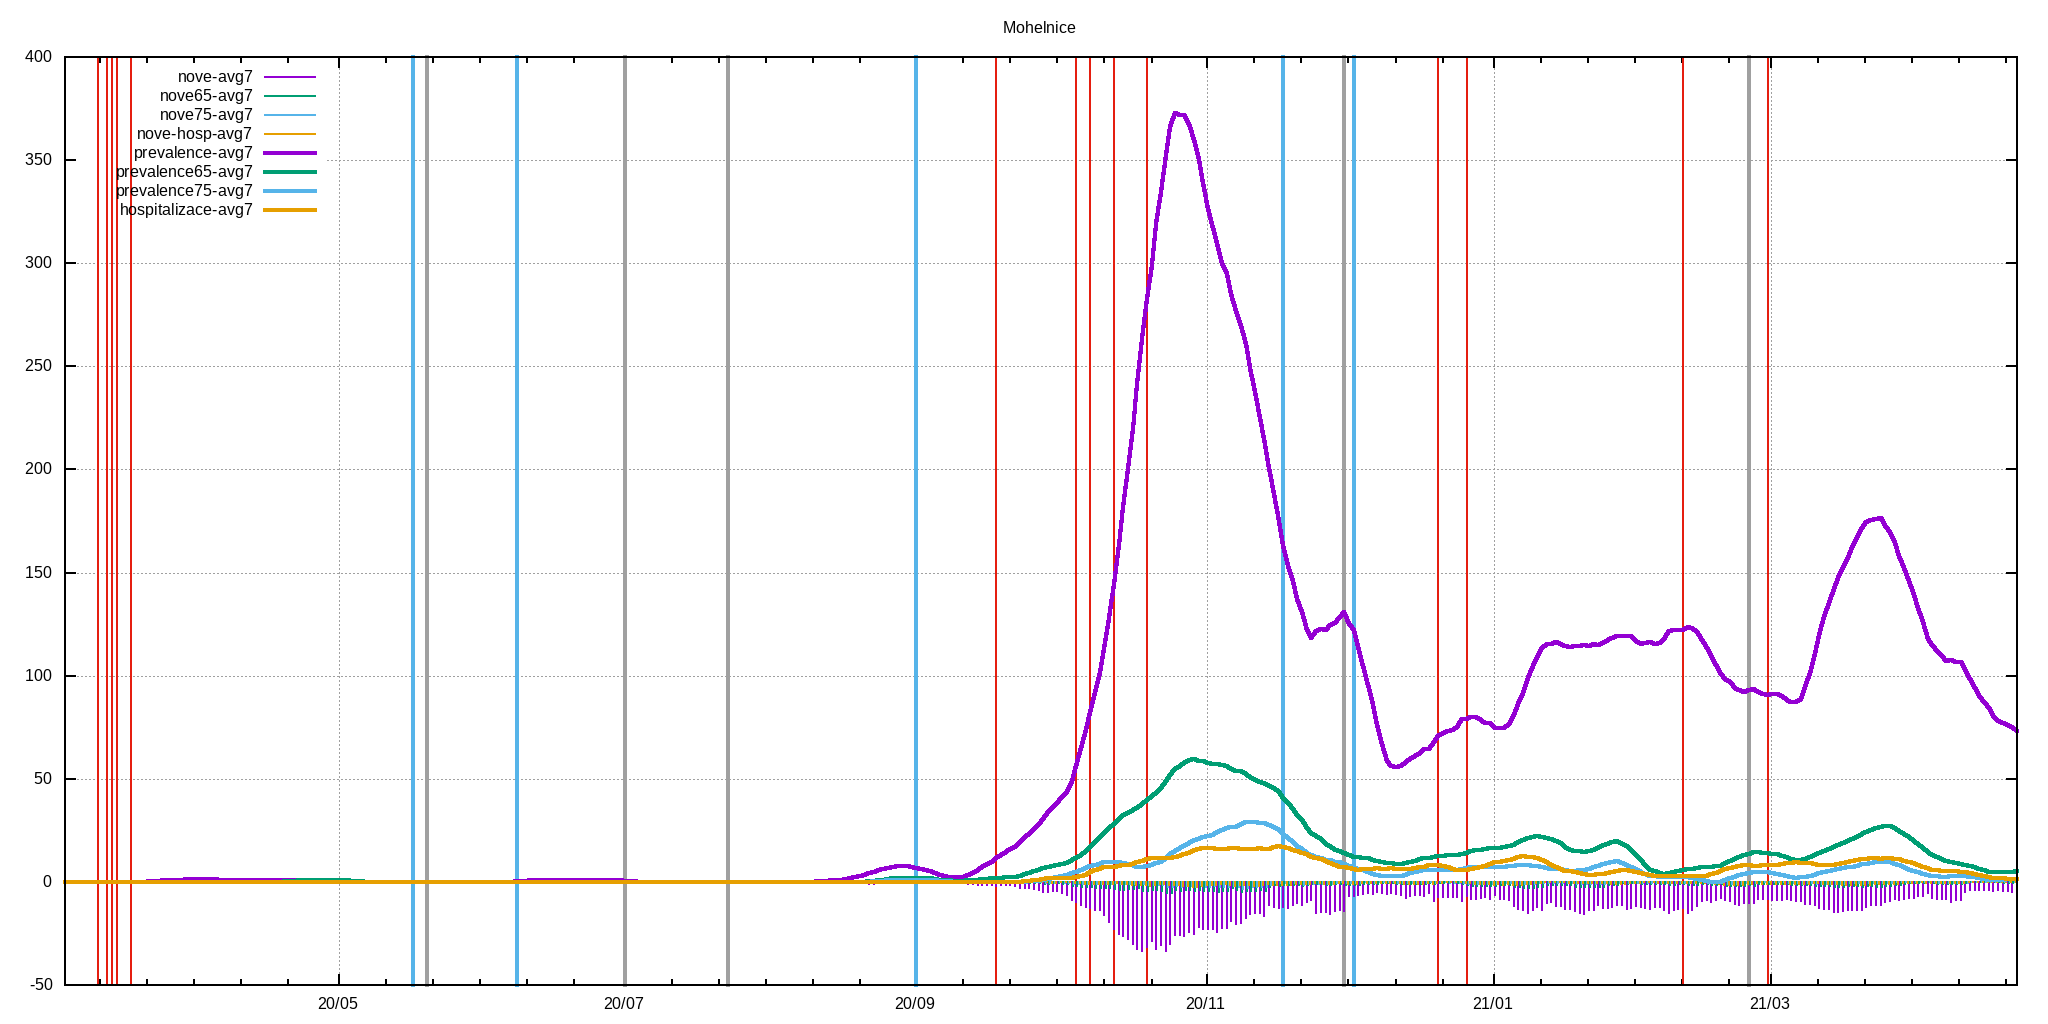 Mohelnice
400
350
300
250
200
150
100
50
0
-50
nove-avg7
nove65-avg7
nove75-avg7
nove-hosp-avg7
prevalence-avg7
prevalence65-avg7
prevalence75-avg7
hospitalizace-avg7
20/05 20/07 20/09 20/11 21/01 21/03